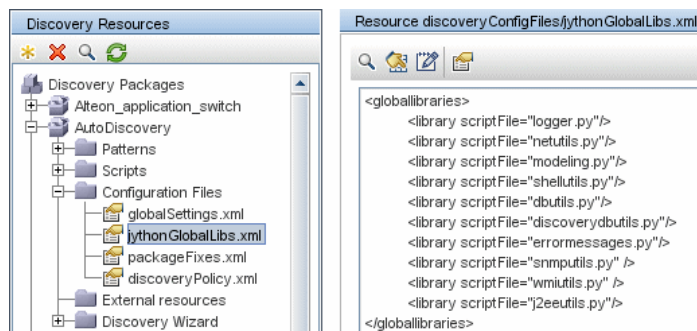 Discovery Resources
Discovery Packages
Alteon_application_switch
AutoDiscovery
Patterns
Scripts
Configuration Files
globalSettings.xml
jythonGlobalLibs.xml
packageFixes.xml
discoveryPolicy.xml
External resources
Discovery Wizard
Resource discoveryConfigFiles/jythonGlobalLibs.xml
<globallibraries>
<library scriptFile="logger.py"/>
<library scriptFile="netutils.py"/>
<library scriptFile="modeling.py"/>
<library scriptFile="shellutils.py"/>
<library scriptFile="dbutils.py"/>
<library scriptFile="discoverydbutils.py"/>
<library scriptFile="errormessages.py"/>
<library scriptFile="snmputils.py" />
<library scriptFile="wmiutils.py" />
<library scriptFile="j2eeutils.py"/>
</globallibraries>